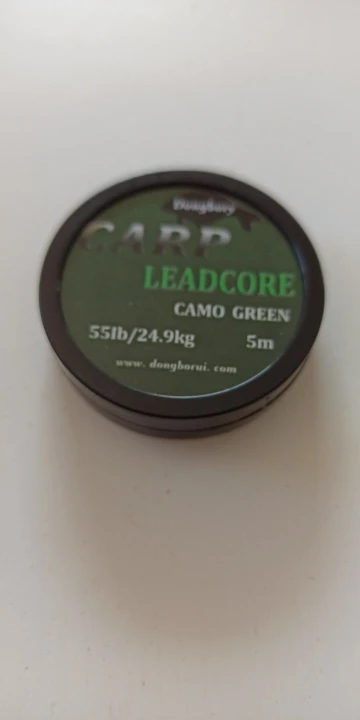 CARP
LEADCORE
CAMO GREEN
55lb/24.9kg 5m
www. dongborui. com